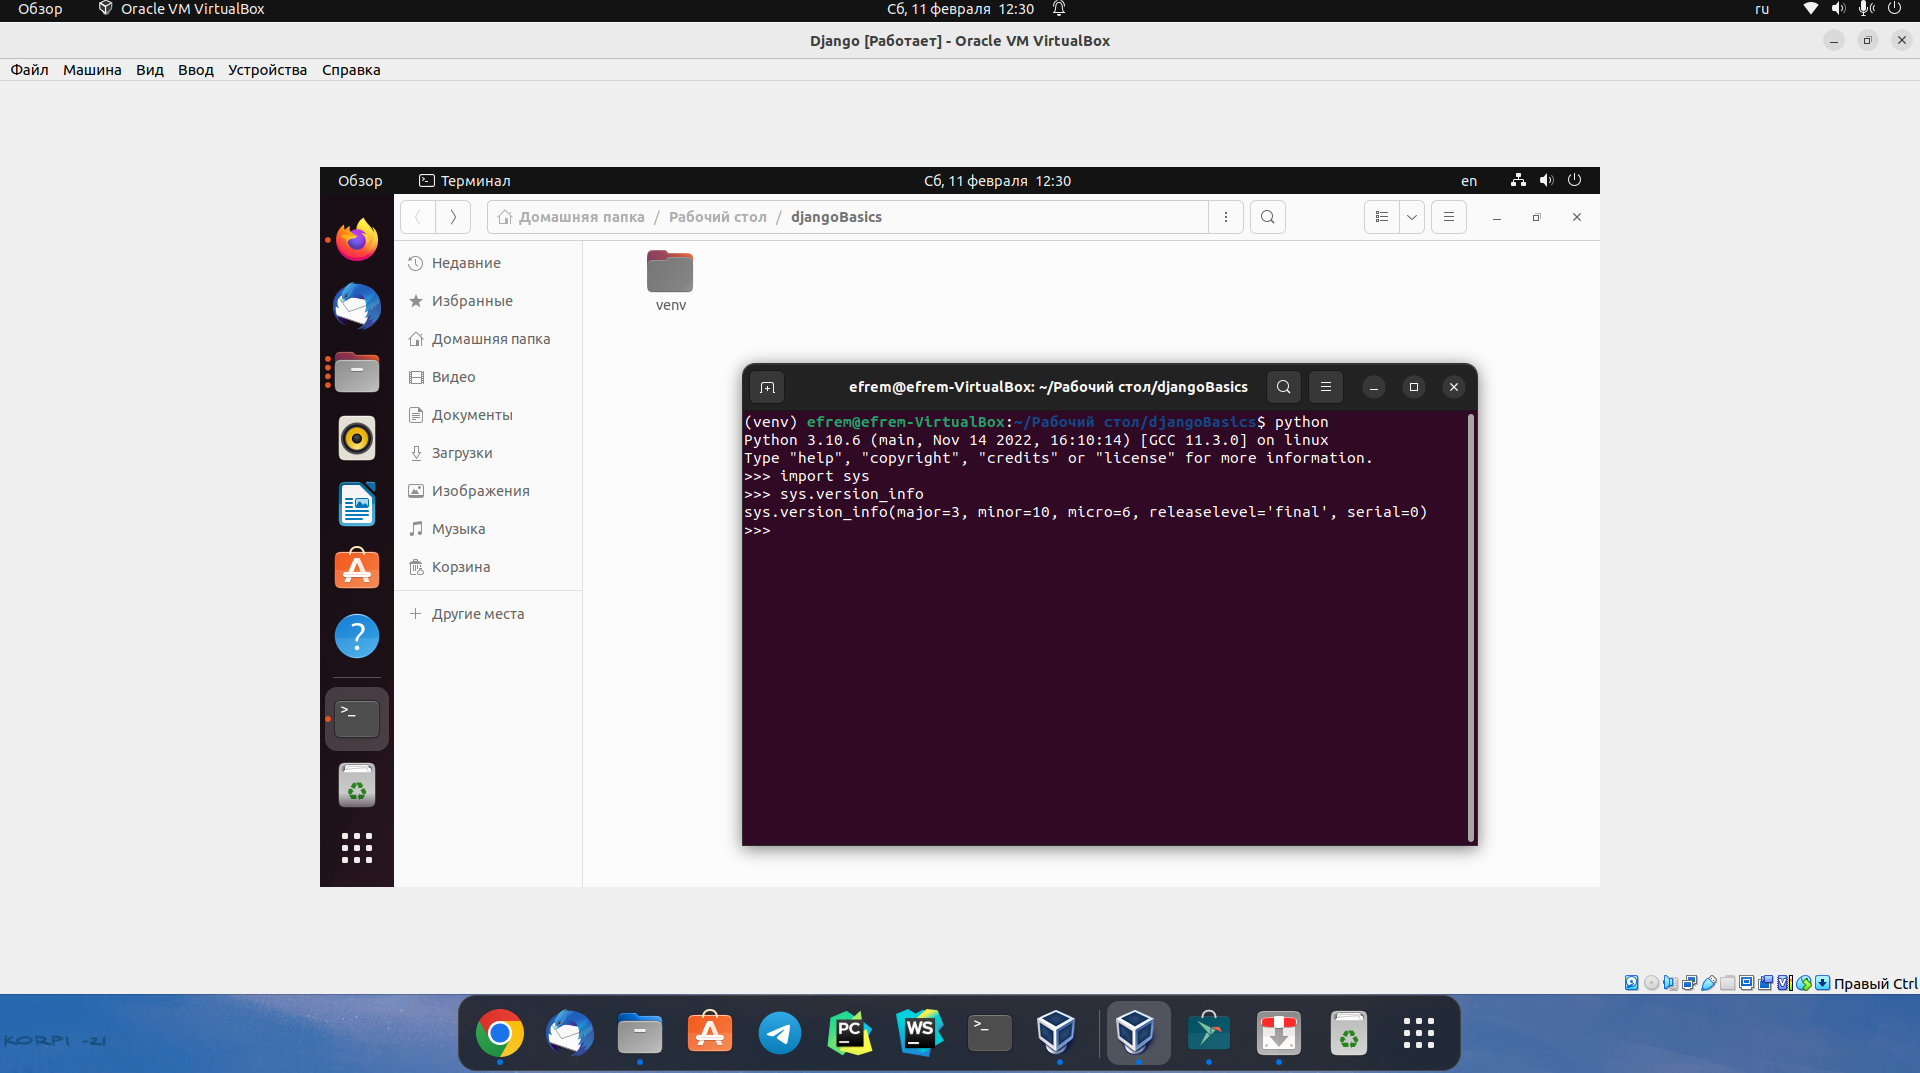 Обзор Oracle VM VirtualBox Сб, 11 февраля 12:30 ru
Django [Работает] - Oracle VM VirtualBox
Файл Машина Вид Ввод Устройства Справка
Обзор Терминал Сб, 11 февраля 12:30 en
Домашняя папка / Рабочий стол / djangoBasics
Недавние
venv
Избранные
Домашняя папка
Видео
Документы
Загрузки
Изображения
Музыка
Корзина
Другие места
efrem@efrem-VirtualBox: ~/Рабочий стол/djangoBasics
(venv) efrem@efrem-VirtualBox:~/Рабочий стол/djangoBasics$ python
Python 3.10.6 (main, Nov 14 2022, 16:10:14) [GCC 11.3.0] on linux
Type "help", "copyright", "credits" or "license" for more information.
>>> import sys
>>> sys.version_info
sys.version_info(major=3, minor=10, micro=6, releaselevel='final', serial=0)
>>>
Правый Ctrl
KORPI -21
PC WS